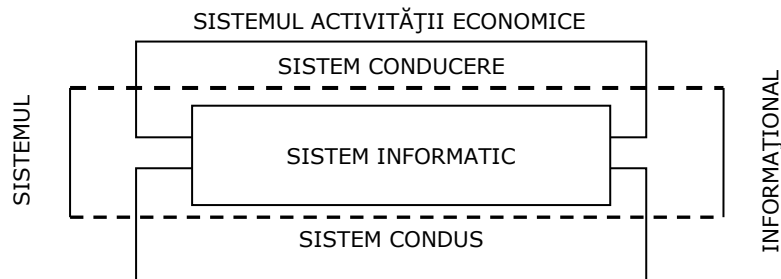 SISTEMUL ACTIVITĂŢII ECONOMICE
SISTEM CONDUCERE
SISTEMUL
SISTEM INFORMATIC
INFORMAŢIONAL
SISTEM CONDUS